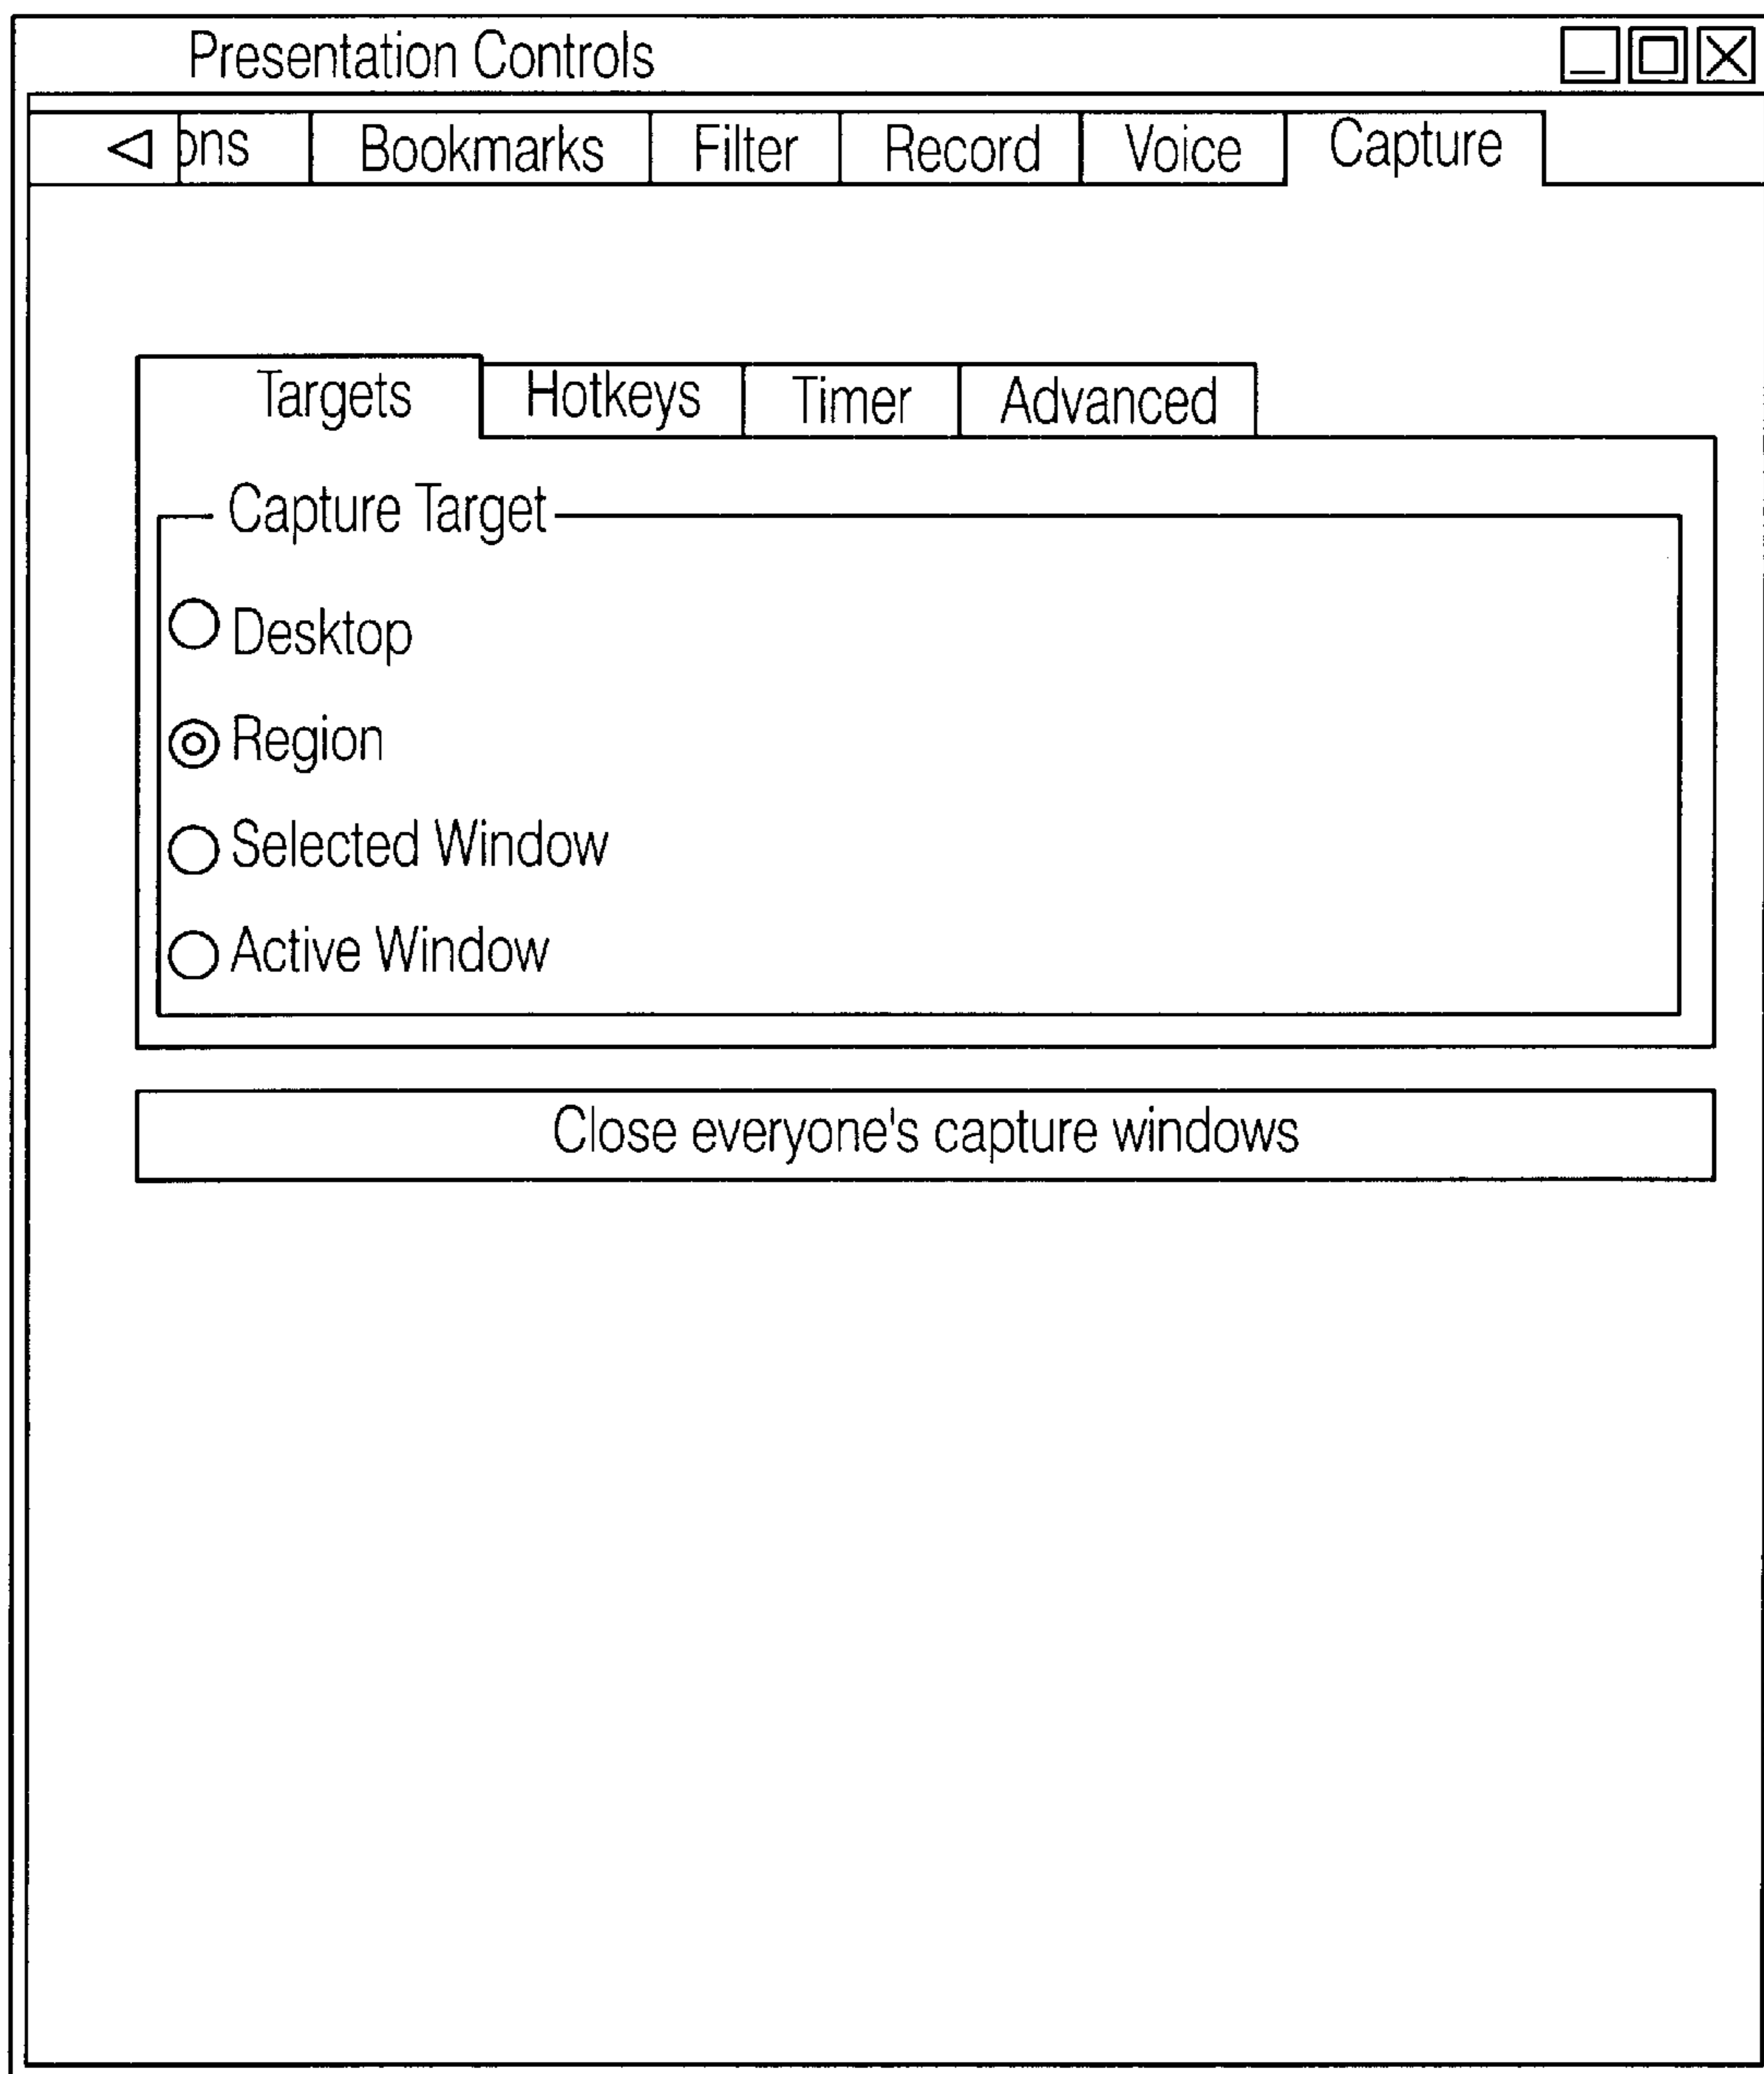 Presentation Controls
ons Bookmarks Filter Record Voice Capture
Targets Hotkeys Timer Advanced
Capture Target
Desktop
Region
Selected Window
Active Window
Close everyone's capture windows